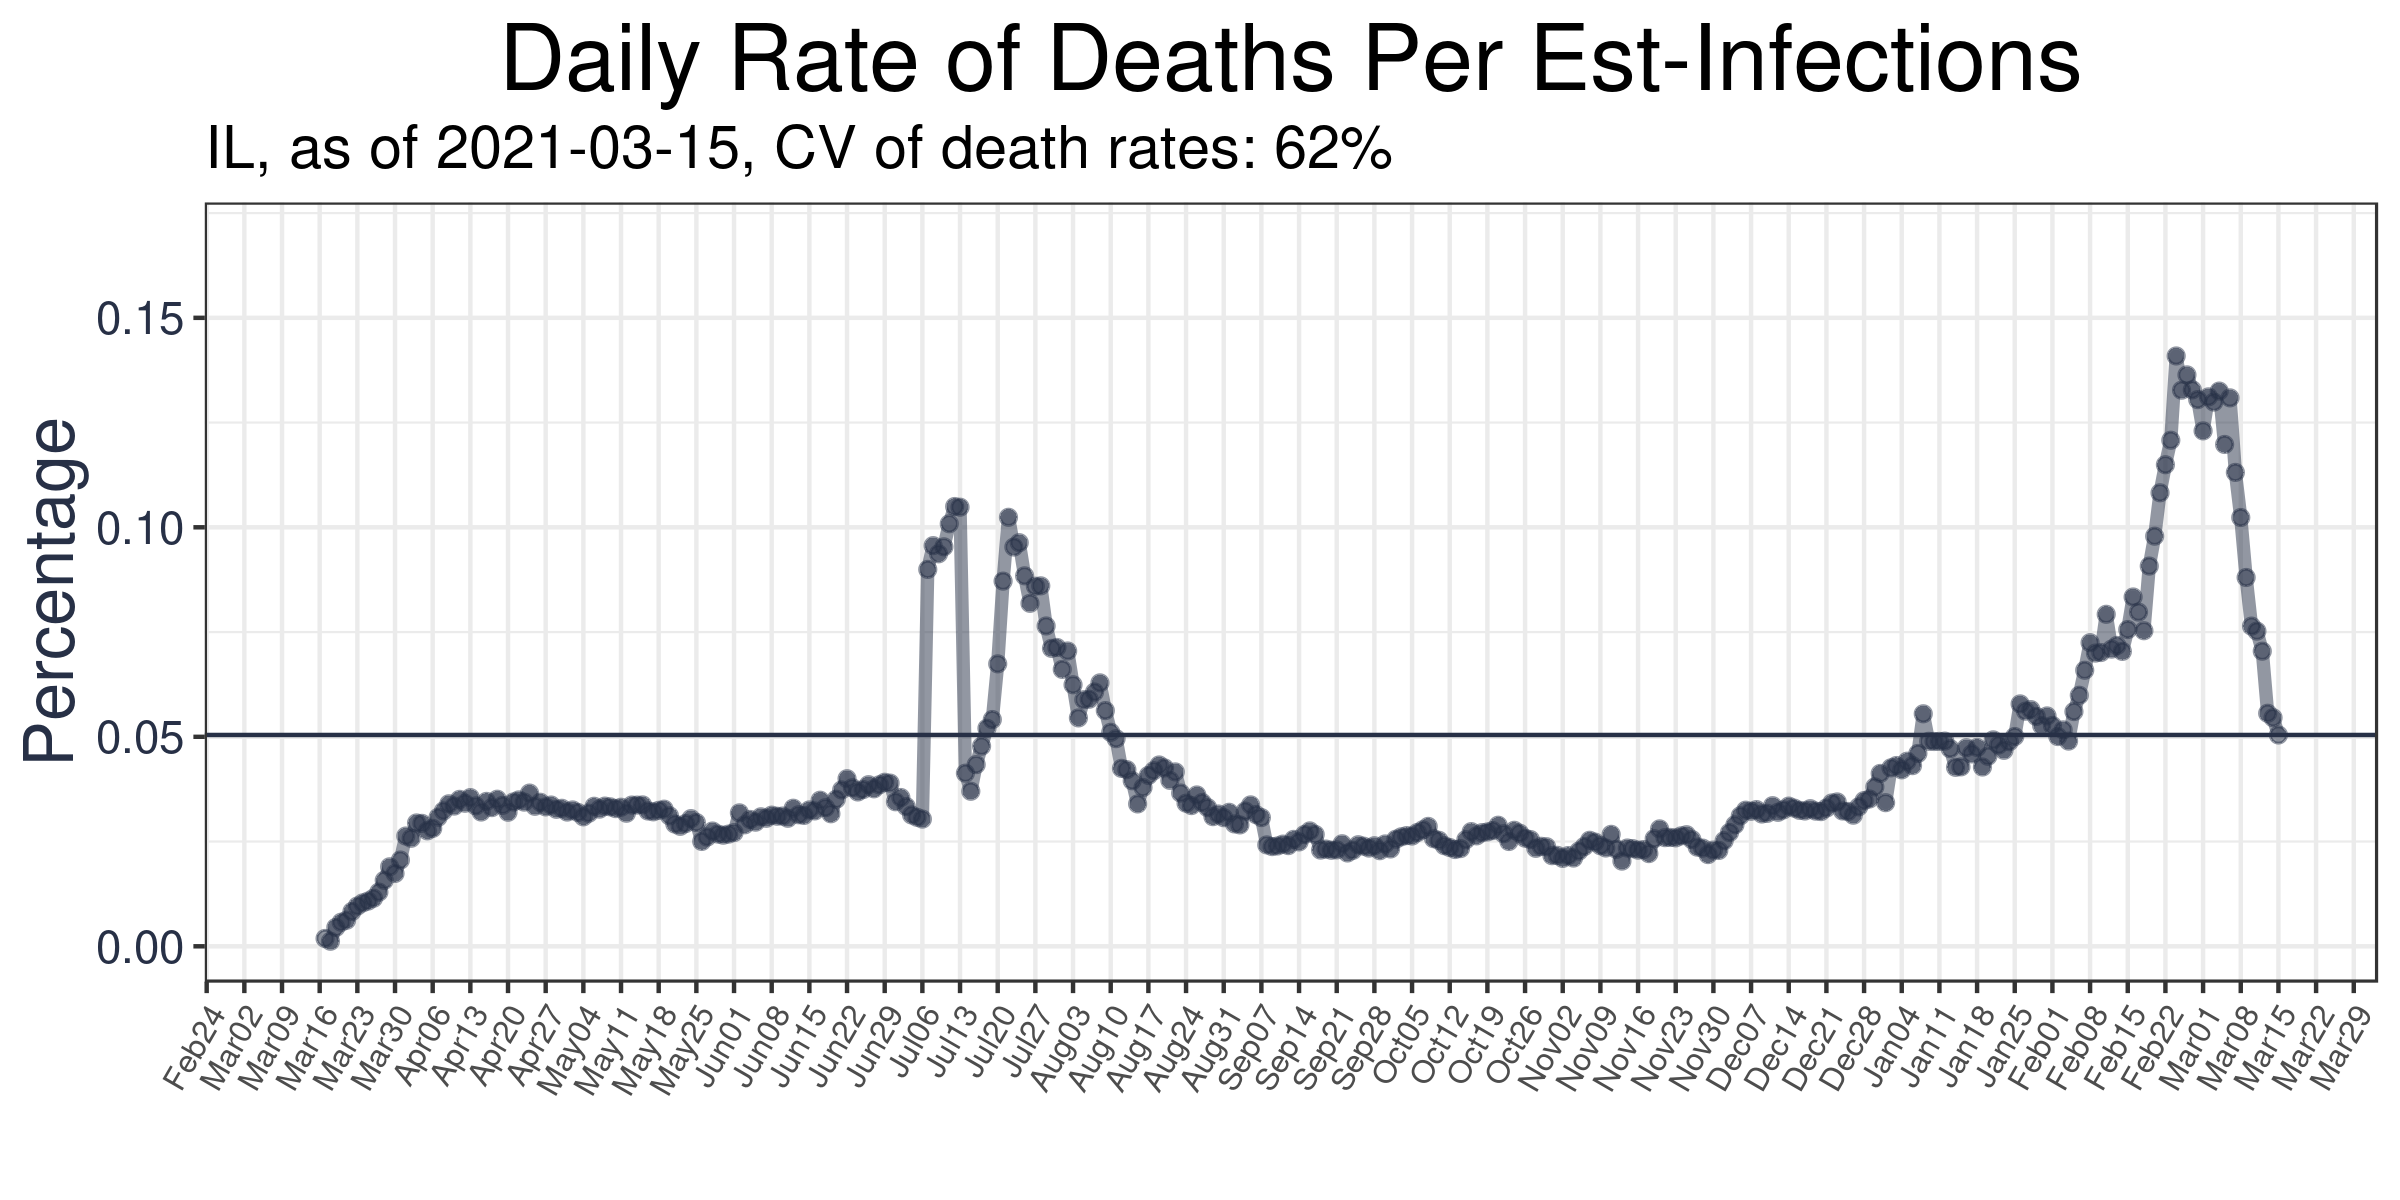 Daily Rate of Deaths Per Est-Infections
IL, as of 2021-03-15, CV of death rates: 62%
Percentage
0.15
0.10
0.05
0.00
Feb24
Mar02
Mar09
Mar16
Mar23
Mar30
Apr06
Apr13
Apr20
Apr27
May04
May11
May18
May25
Jun01
Jun08
Jun15
Jun22
Jun29
Jul06
Jul13
Jul20
Jul27
Aug03
Aug10
Aug17
Aug24
Aug31
Sep07
Sep14
Sep21
Sep28
Oct05
Oct12
Oct19
Oct26
Nov02
Nov09
Nov16
Nov23
Nov30
Dec07
Dec14
Dec21
Dec28
Jan04
Jan11
Jan18
Jan25
Feb01
Feb08
Feb15
Feb22
Mar01
Mar08
Mar15
Mar22
Mar29